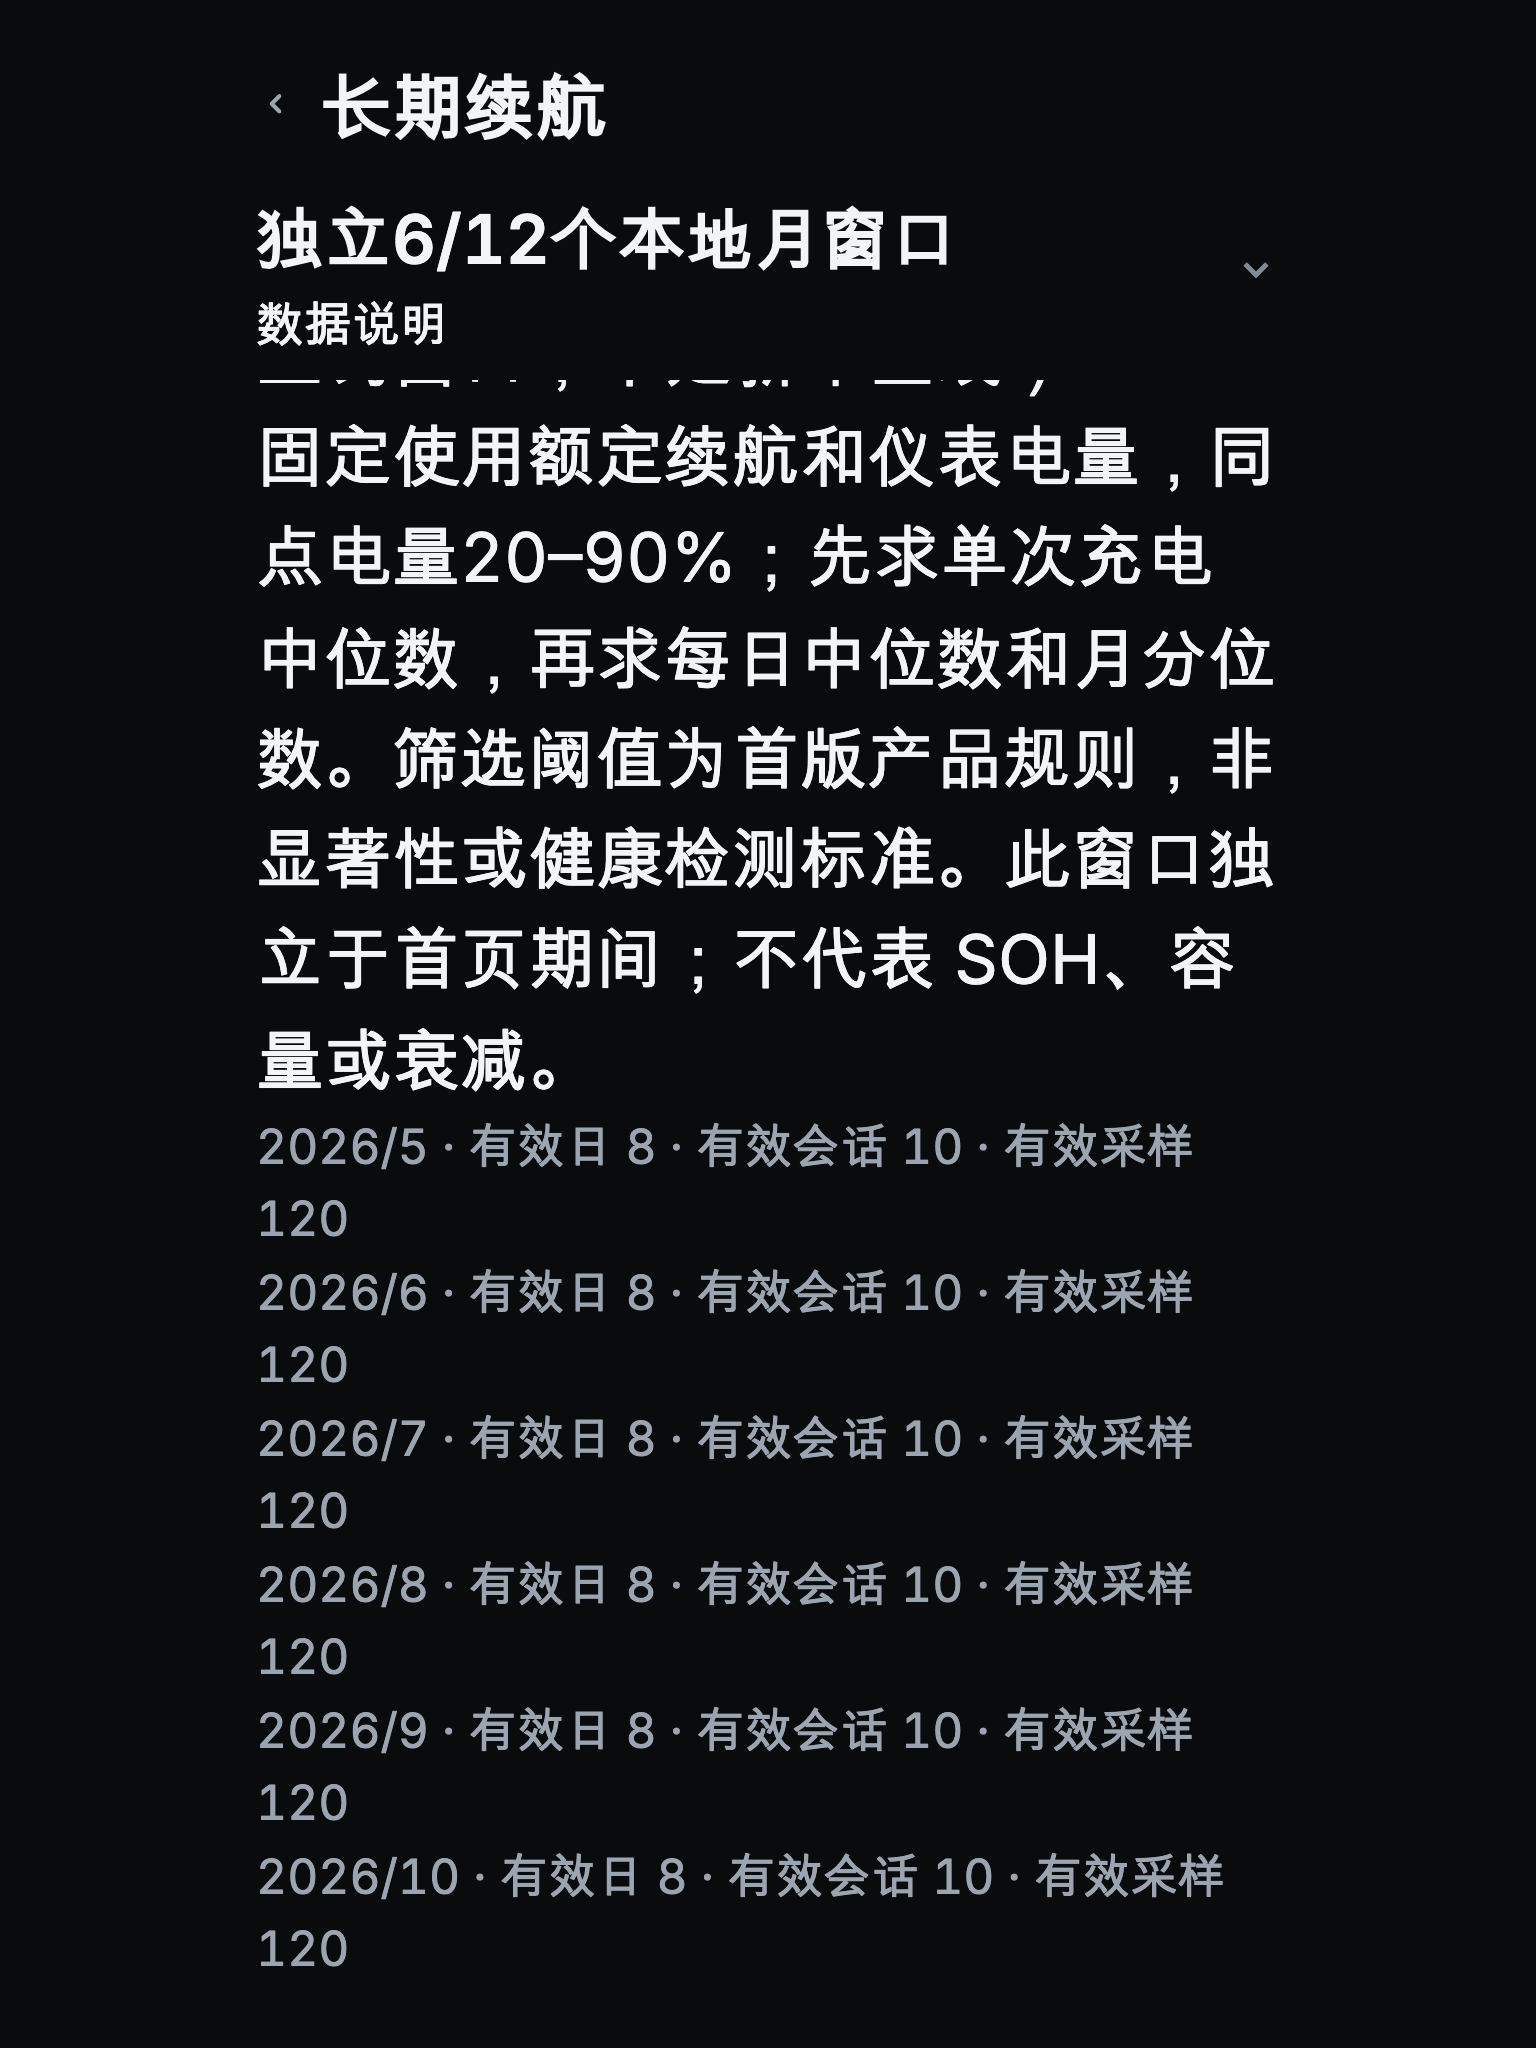 长期续航
独立6/12个本地月窗口
数据说明
固定使用额定续航和仪表电量，同
点电量20–90%；先求单次充电
中位数，再求每日中位数和月分位
数。筛选阈值为首版产品规则，非
显著性或健康检测标准。此窗口独
立于首页期间；不代表 SOH、容
量或衰减。
2026/5 · 有效日 8 · 有效会话 10 · 有效采样
120
2026/6 · 有效日 8 · 有效会话 10 · 有效采样
120
2026/7 · 有效日 8 · 有效会话 10 · 有效采样
120
2026/8 · 有效日 8 · 有效会话 10 · 有效采样
120
2026/9 · 有效日 8 · 有效会话 10 · 有效采样
120
2026/10 · 有效日 8 · 有效会话 10 · 有效采样
120